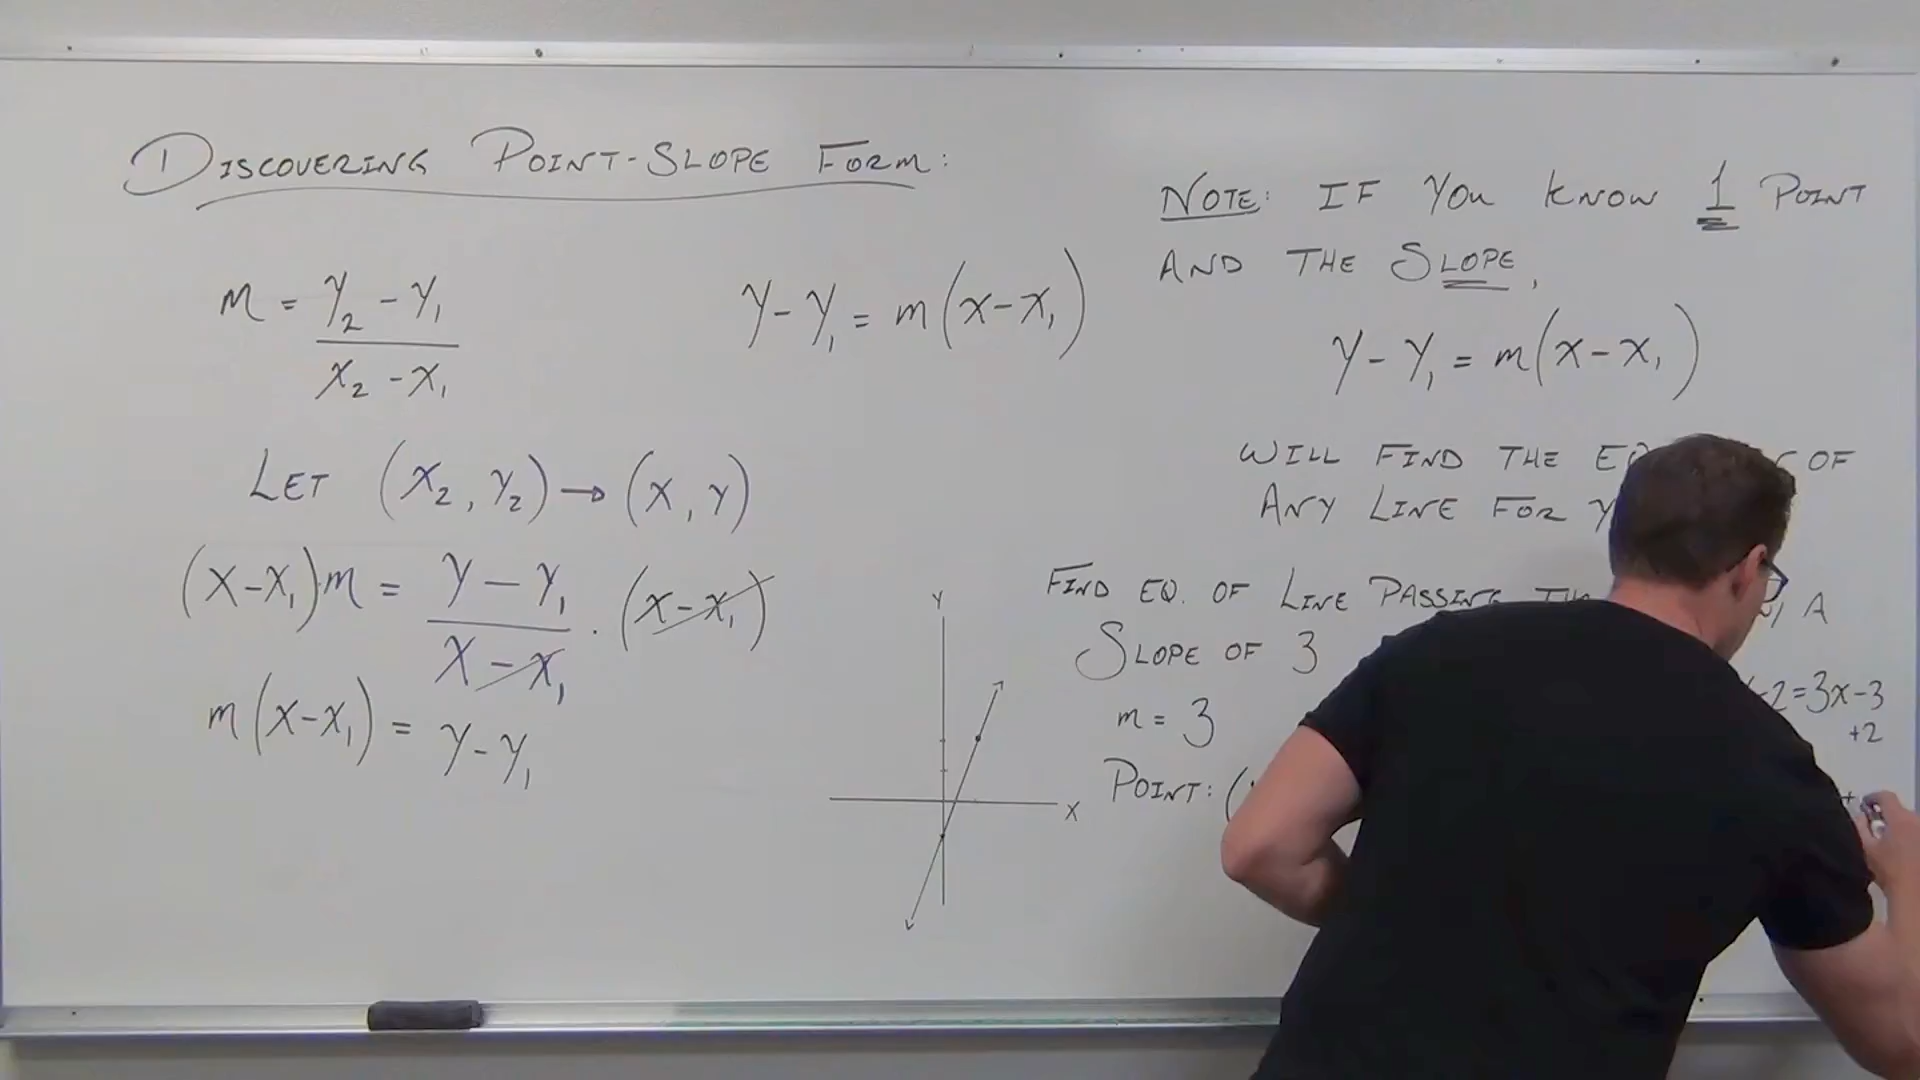 DISCOVERING POINT-SLOPE FORM:
m = y₂ - y₁ / x₂ - x₁
y - y₁ = m(x - x₁)
LET (x₂, y₂) → (x, y)
(x - x₁)m = y - y₁ / x - x₁ · (x - x₁)
m(x - x₁) = y - y₁
y
x
NOTE: IF YOU KNOW 1 POINT
AND THE SLOPE,
y - y₁ = m(x - x₁)
WILL FIND THE OF
ANY LINE FOR
FIND EQ. OF LINE PASSING A
SLOPE OF 3
m = 3
POINT: (
-2 = 3x - 3
+2
+